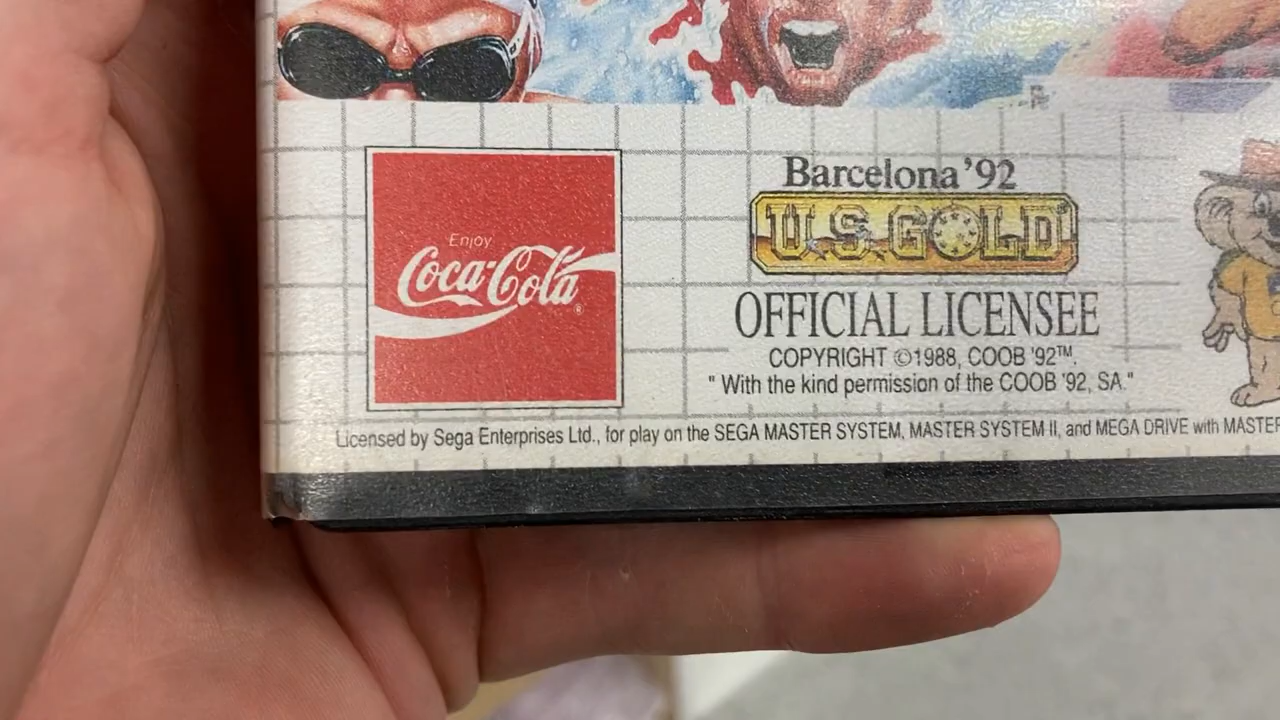 Enjoy
Coca-Cola
®
Barcelona '92
U.S. GOLD
OFFICIAL LICENSEE
COPYRIGHT ©1988, COOB '92™.
" With the kind permission of the COOB '92, SA."
Licensed by Sega Enterprises Ltd., for play on the SEGA MASTER SYSTEM, MASTER SYSTEM II, and MEGA DRIVE with MASTER